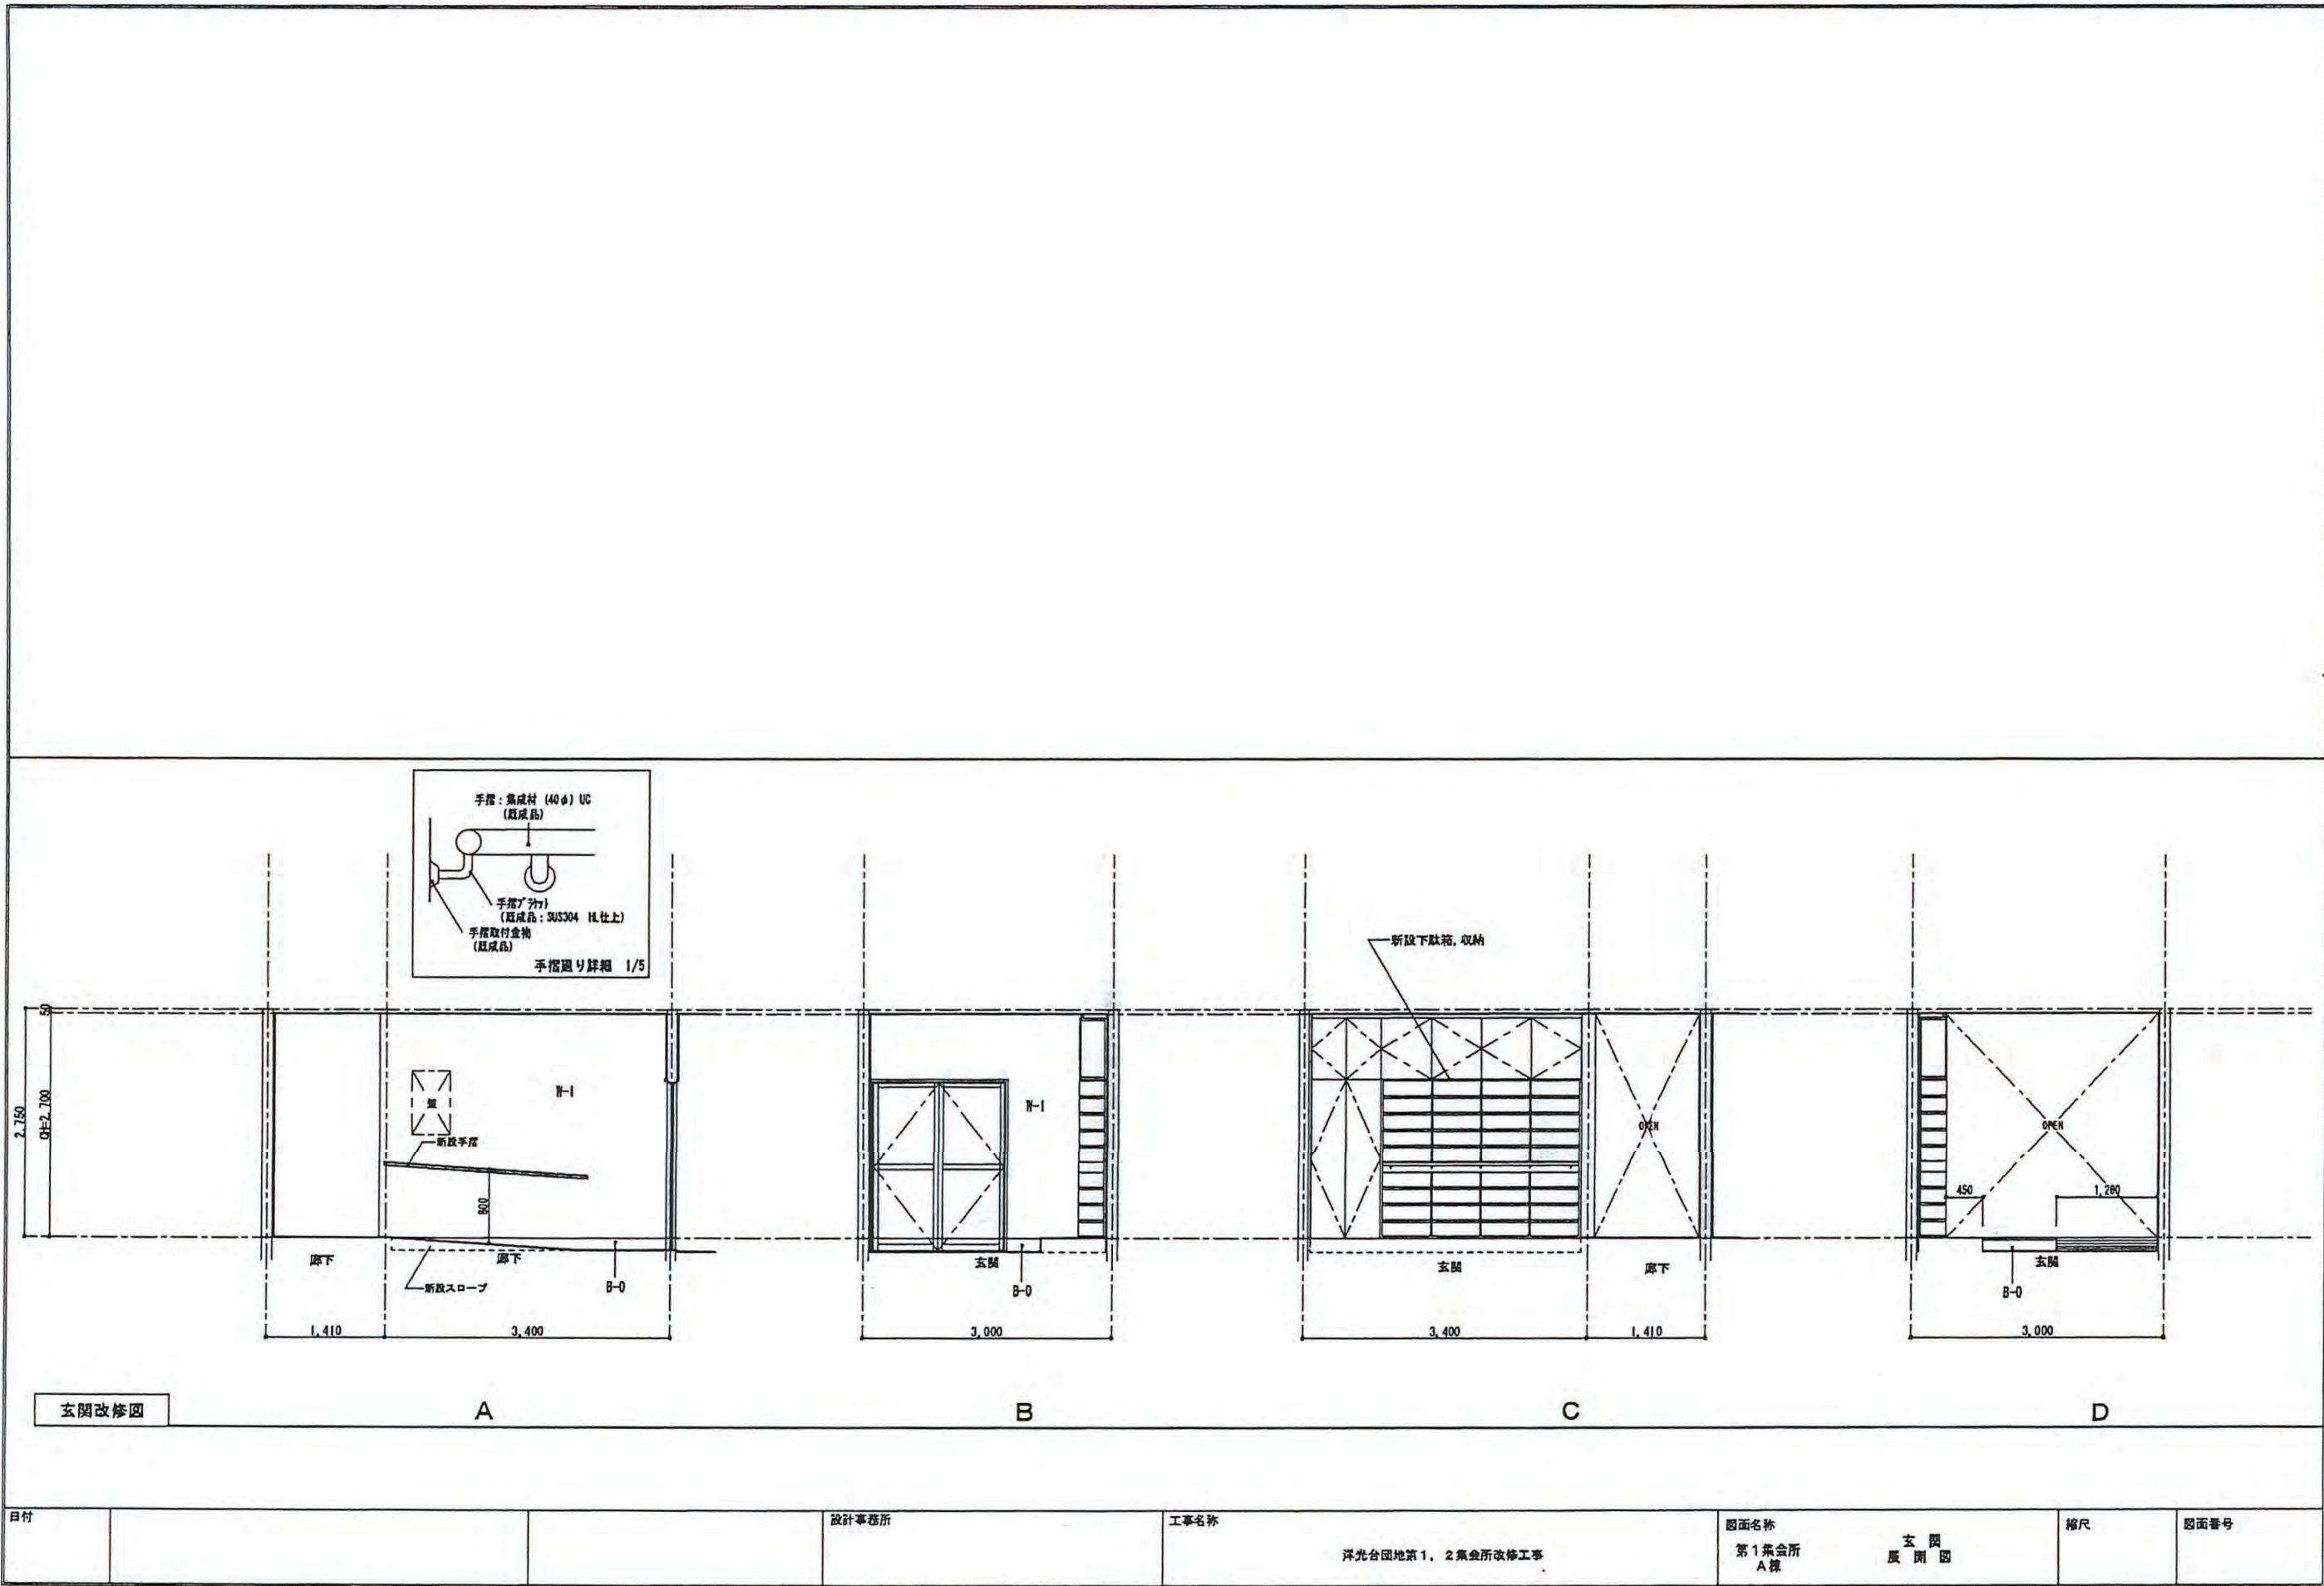 手摺：集成材 (40φ) UC
(既成品)
手摺ﾌﾞﾗｹｯﾄ
(既成品：SUS304 HL仕上)
手摺取付金物
(既成品)
手摺廻り詳細 1/5
新設下駄箱, 収納
50
2,750
CH=2,700
盤
W-1
新設手摺
800
廊下
廊下
新設スロープ
B-0
1,410
3,400
W-1
玄関
B-0
3,000
OPEN
玄関
廊下
3,400
1,410
OPEN
450
1,280
玄関
B-0
3,000
玄関改修図
A
B
C
D
日付
設計事務所
工事名称
洋光台団地第1，2集会所改修工事
図面名称
第1集会所
A棟
玄関
展開図
縮尺
図面番号